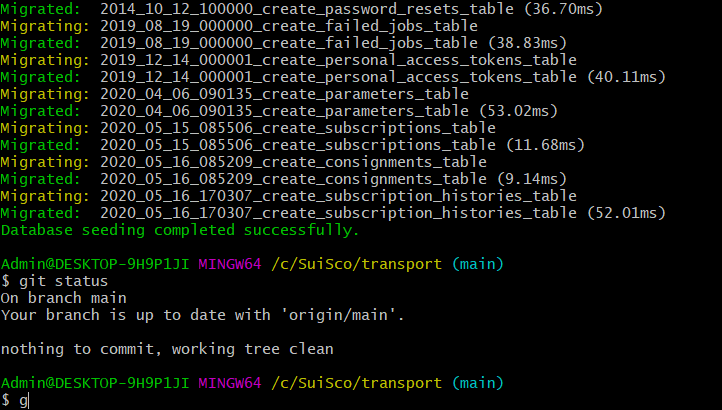 Migrated:  2014_10_12_100000_create_password_resets_table (36.70ms)
Migrating: 2019_08_19_000000_create_failed_jobs_table
Migrated:  2019_08_19_000000_create_failed_jobs_table (38.83ms)
Migrating: 2019_12_14_000001_create_personal_access_tokens_table
Migrated:  2019_12_14_000001_create_personal_access_tokens_table (40.11ms)
Migrating: 2020_04_06_090135_create_parameters_table
Migrated:  2020_04_06_090135_create_parameters_table (53.02ms)
Migrating: 2020_05_15_085506_create_subscriptions_table
Migrated:  2020_05_15_085506_create_subscriptions_table (11.68ms)
Migrating: 2020_05_16_085209_create_consignments_table
Migrated:  2020_05_16_085209_create_consignments_table (9.14ms)
Migrating: 2020_05_16_170307_create_subscription_histories_table
Migrated:  2020_05_16_170307_create_subscription_histories_table (52.01ms)
Database seeding completed successfully.
Admin@DESKTOP-9H9P1JI MINGW64 /c/SuiSco/transport (main)
$ git status
On branch main
Your branch is up to date with 'origin/main'.
nothing to commit, working tree clean
Admin@DESKTOP-9H9P1JI MINGW64 /c/SuiSco/transport (main)
$ g